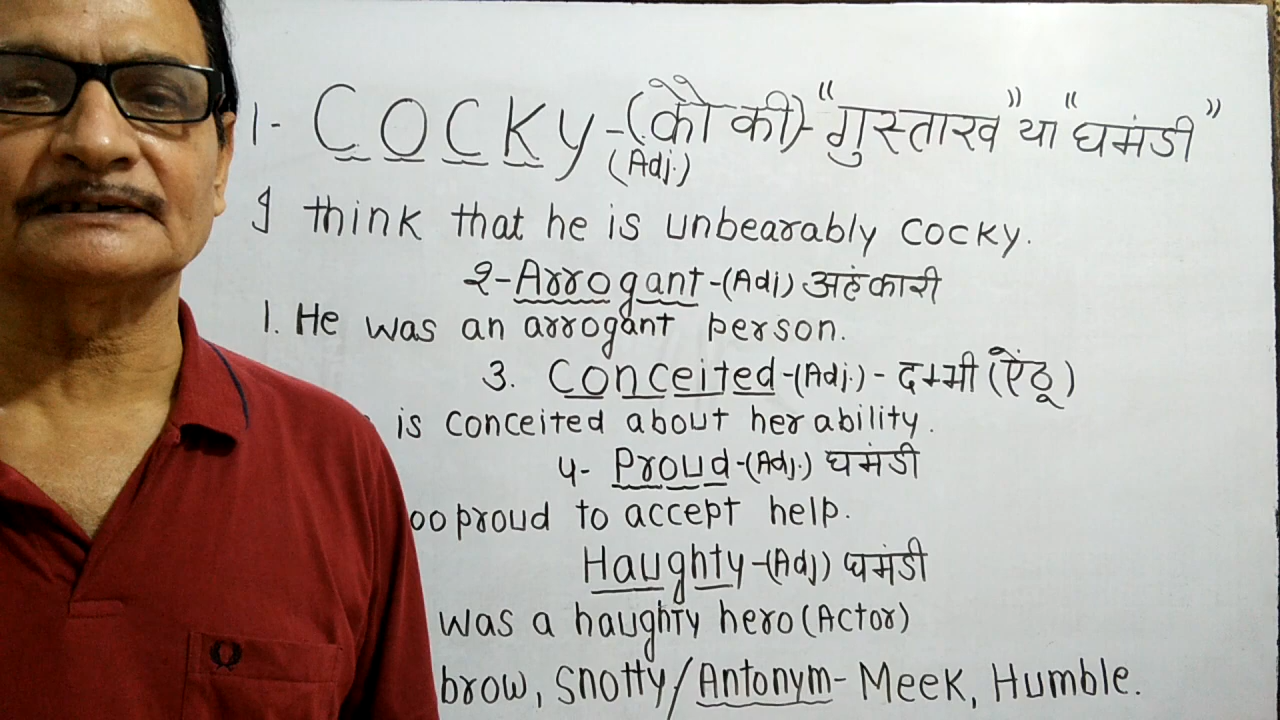 1- COCKY-(कौ की)-"गुस्ताख" या "घमंडी"
(Adj.)
I think that he is unbearably cocky.
2-Arrogant-(Adj) अहंकारी
1. He was an arrogant person.
3. Conceited-(Adj.)- दम्भी (ऐंठू)
is conceited about her ability.
4- Proud-(Adj.) घमंडी
oo proud to accept help.
Haughty-(Adj) घमंडी
was a haughty hero (Actor)
brow, Snotty/Antonym- Meek, Humble.